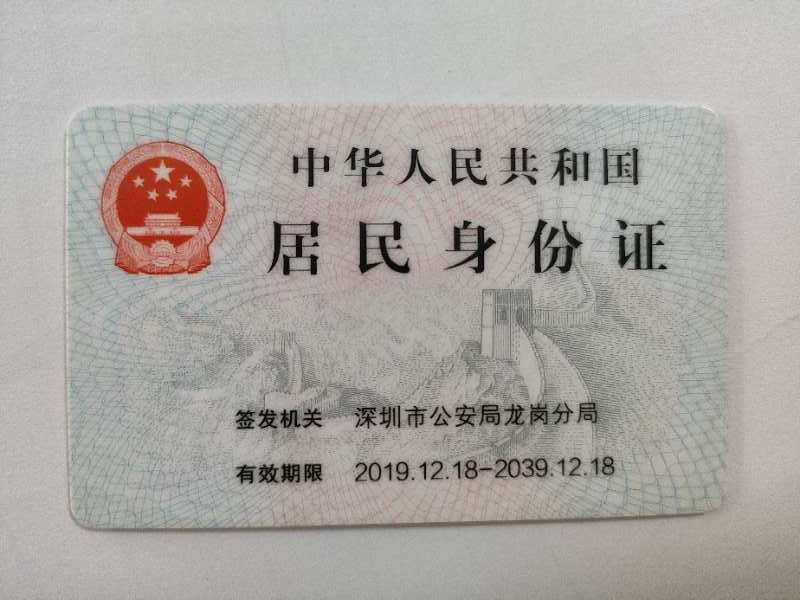 中华人民共和国
居民身份证
签发机关 深圳市公安局龙岗分局
有效期限 2019.12.18-2039.12.18